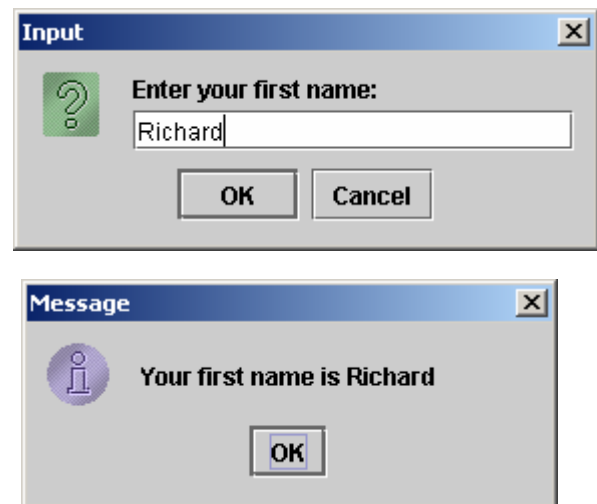 Input
Enter your first name:
Richard
OK Cancel
Message
Your first name is Richard
OK